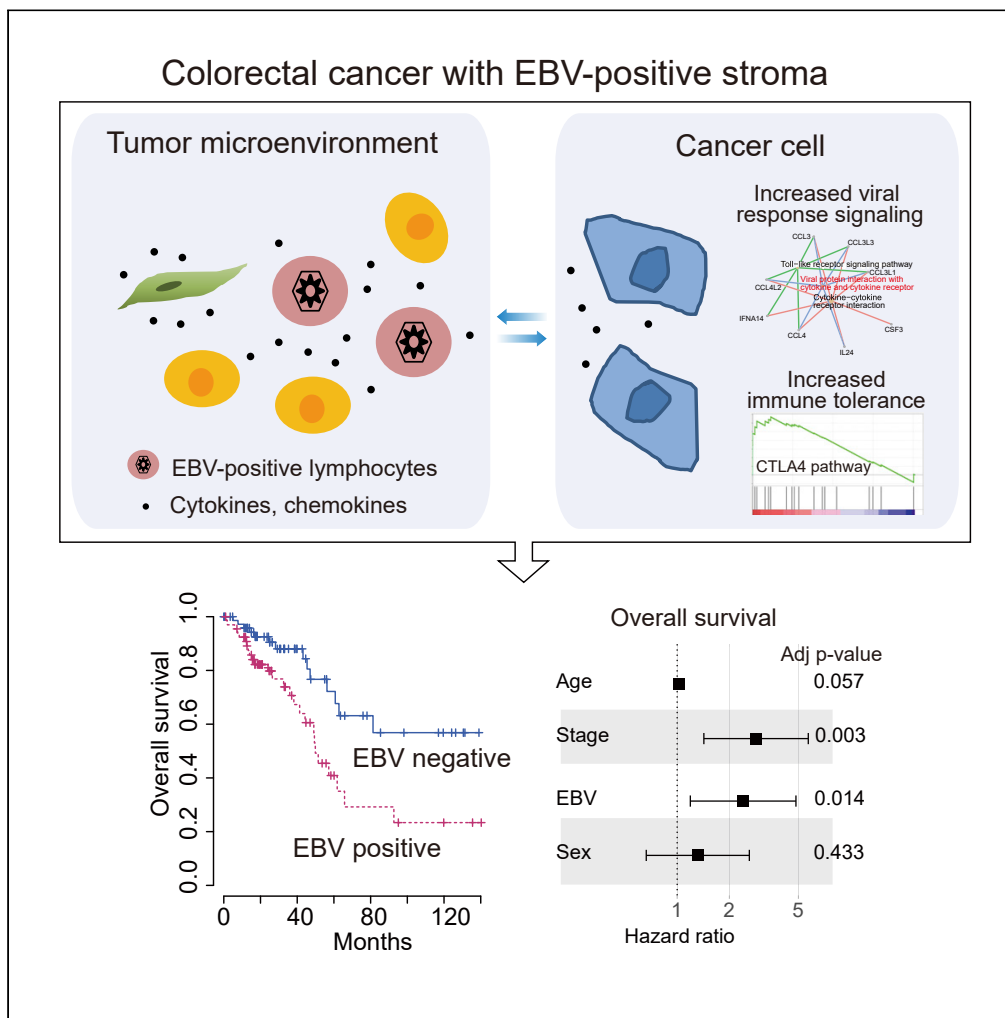 Colorectal cancer with EBV-positive stroma
Tumor microenvironment
EBV-positive lymphocytes
Cytokines, chemokines
Cancer cell
Increased viral
response signaling
CCL3
CCL3L3
Toll-like receptor signaling pathway
CCL3L1
Viral protein interaction with
cytokine and cytokine receptor
CCL4L2
Cytokine-cytokine
receptor interaction
IFNA14
CSF3
CCL4
IL24
Increased
immune tolerance
CTLA4 pathway
Overall survival
1.0
0.8
0.6
0.4
0.2
0.0
EBV negative
EBV positive
0 40 80 120
Months
Overall survival
Adj p-value
Age 0.057
Stage 0.003
EBV 0.014
Sex 0.433
1 2 5
Hazard ratio